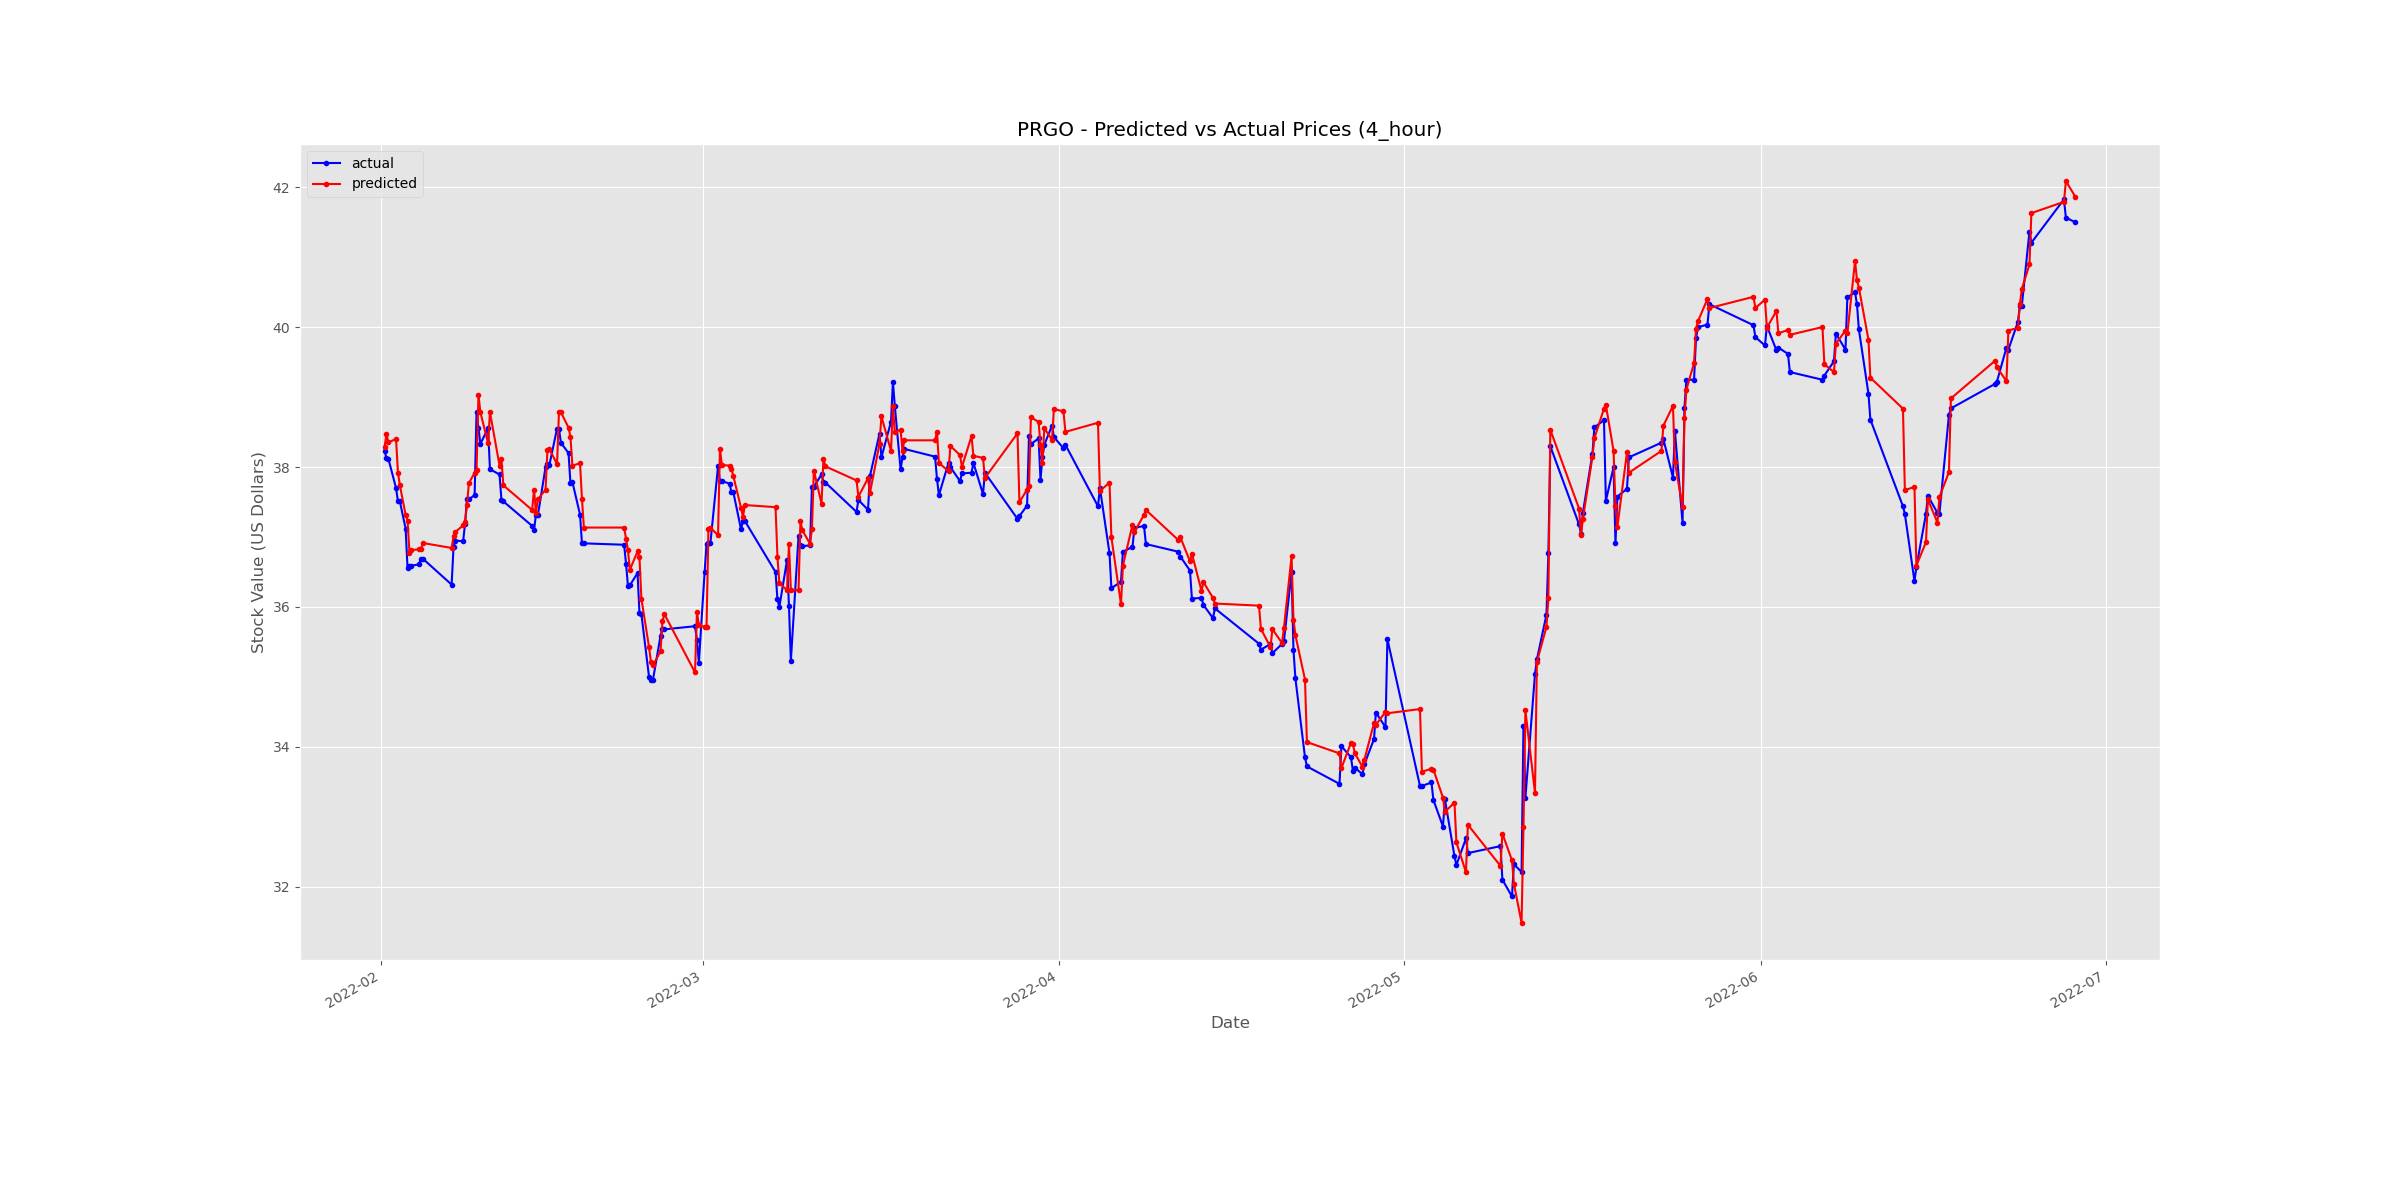 PRGO - Predicted vs Actual Prices (4_hour)
actual
predicted
42
40
38
36
34
32
Stock Value (US Dollars)
2022-02
2022-03
2022-04
2022-05
2022-06
2022-07
Date